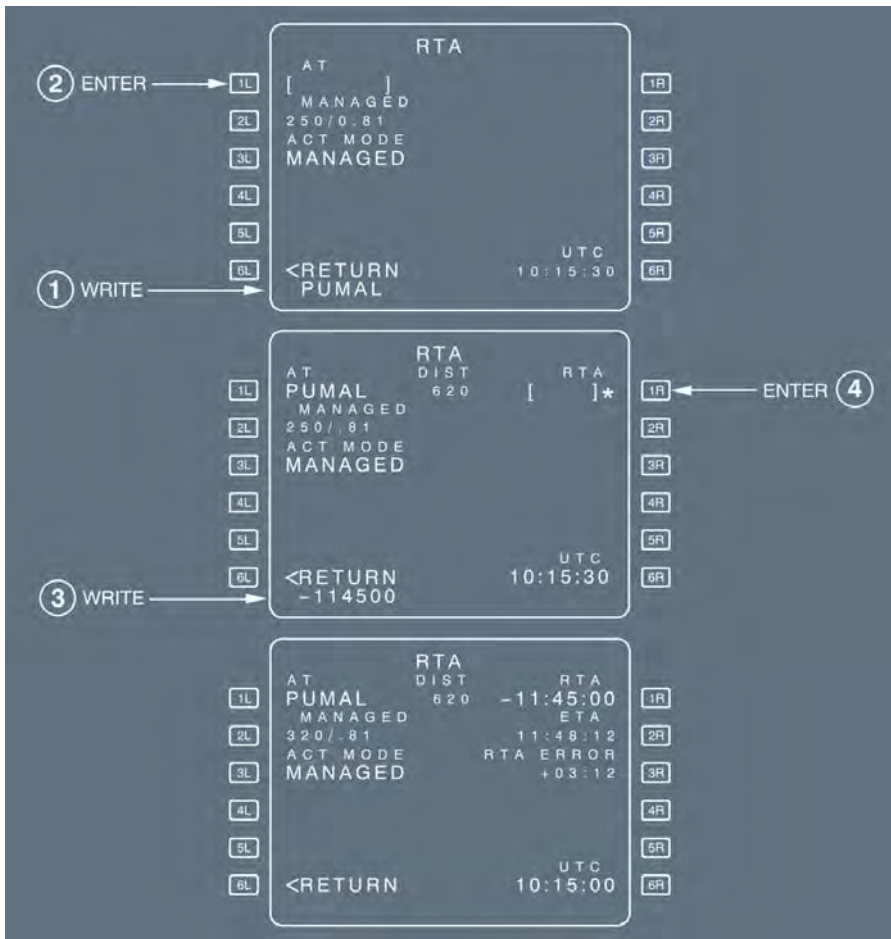 RTA
AT
② ENTER 1L [ ] 1R
MANAGED
2L 250/0.81 2R
ACT MODE
3L MANAGED 3R
4L 4R
5L 5R
UTC
6L <RETURN 10:15:30 6R
① WRITE PUMAL
RTA
AT DIST RTA
1L PUMAL 620 [ ]* 1R ENTER ④
MANAGED
2L 250/.81 2R
ACT MODE
3L MANAGED 3R
4L 4R
5L 5R
UTC
6L <RETURN 10:15:30 6R
③ WRITE -114500
RTA
AT DIST RTA
1L PUMAL 620 -11:45:00 1R
MANAGED ETA
2L 320/.81 11:48:12 2R
ACT MODE RTA ERROR
3L MANAGED +03:12 3R
4L 4R
5L 5R
UTC
6L <RETURN 10:15:00 6R